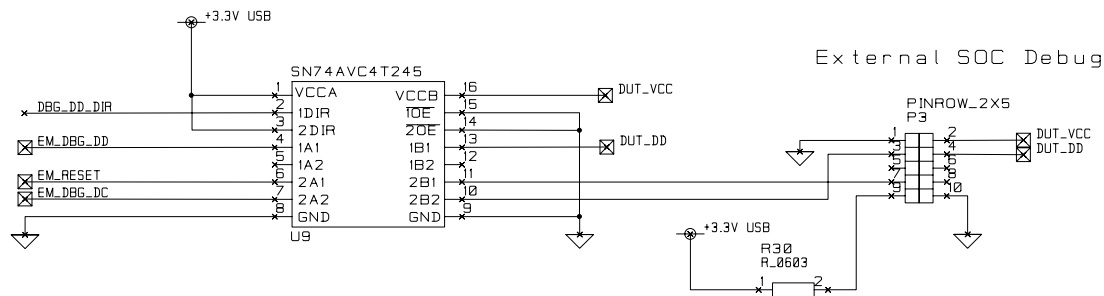 +3.3V USB
External SOC Debug
SN74AVC4T245
1 VCCA VCCB 16 DUT_VCC
DBG_DD_DIR 2 1DIR 1OE 15
3 2DIR 2OE 14
EM_DBG_DD 4 1A1 1B1 13 DUT_DD
5 1A2 1B2 12
EM_RESET 6 2A1 2B1 11
EM_DBG_DC 7 2A2 2B2 10
8 GND GND 9
U9
PINROW_2X5
P3
1 2 DUT_VCC
3 4 DUT_DD
5 6
7 8
9 10
+3.3V USB
R30
R_0603
1 2